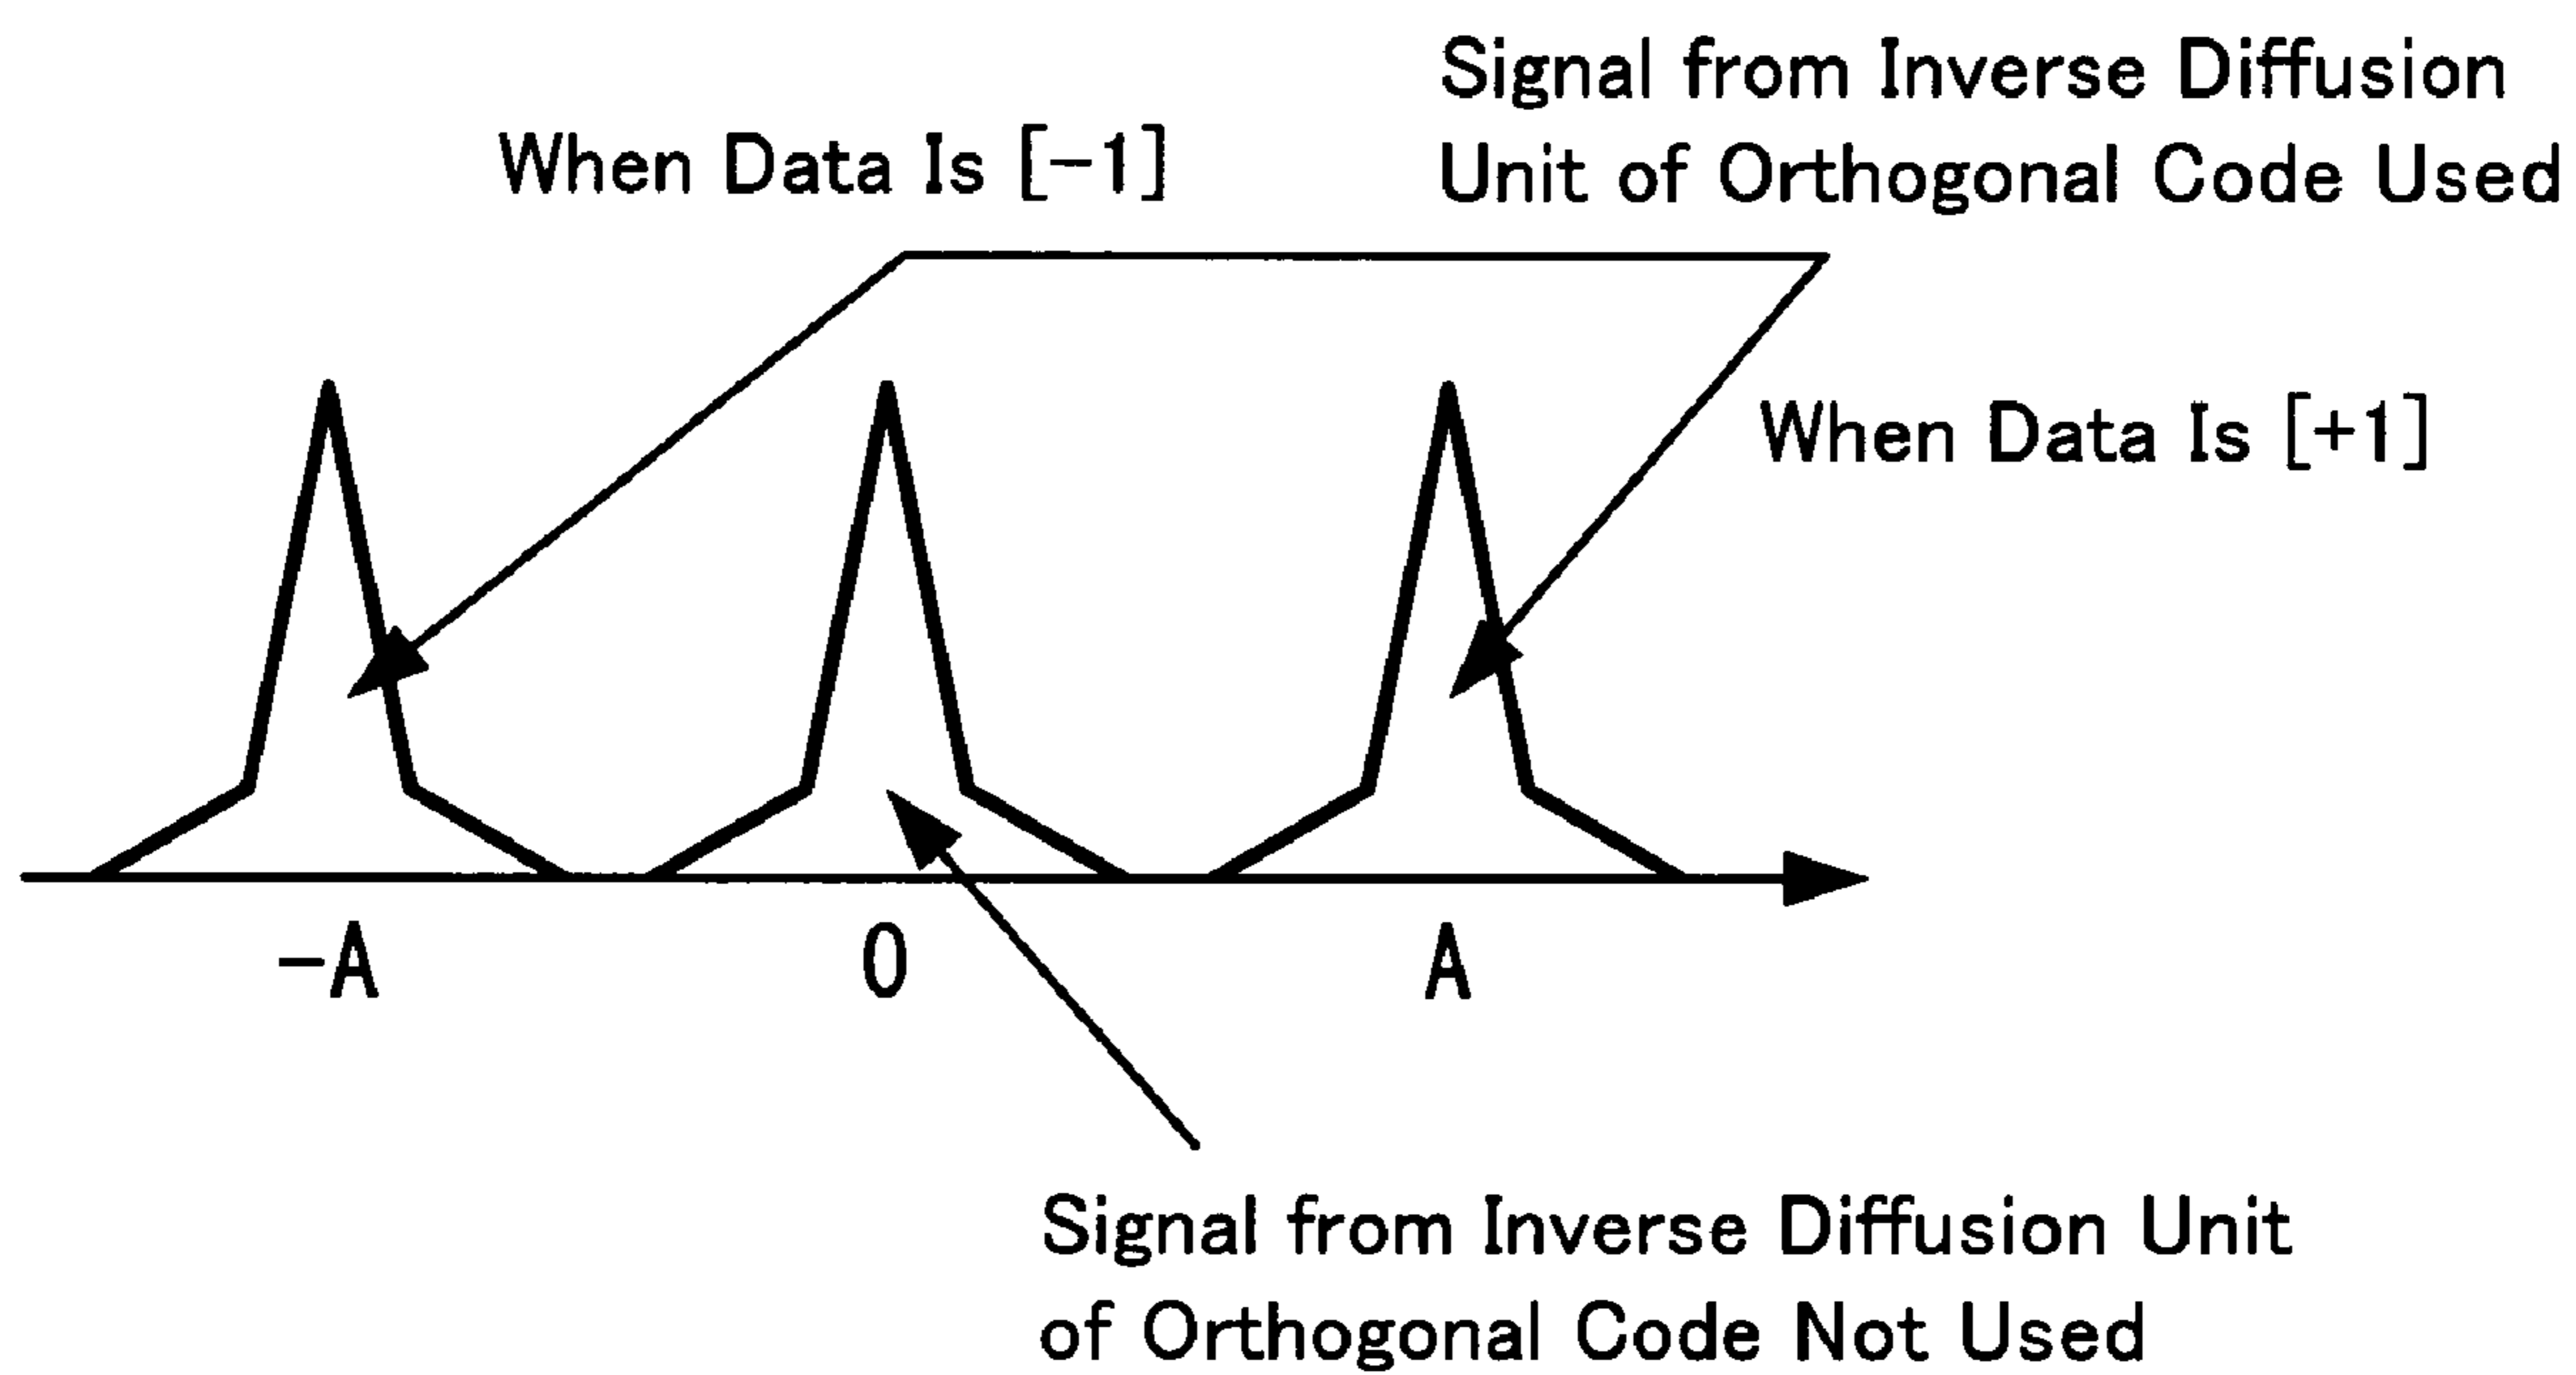 Signal from Inverse Diffusion
Unit of Orthogonal Code Used
When Data Is [-1]
When Data Is [+1]
-A
0
A
Signal from Inverse Diffusion Unit
of Orthogonal Code Not Used